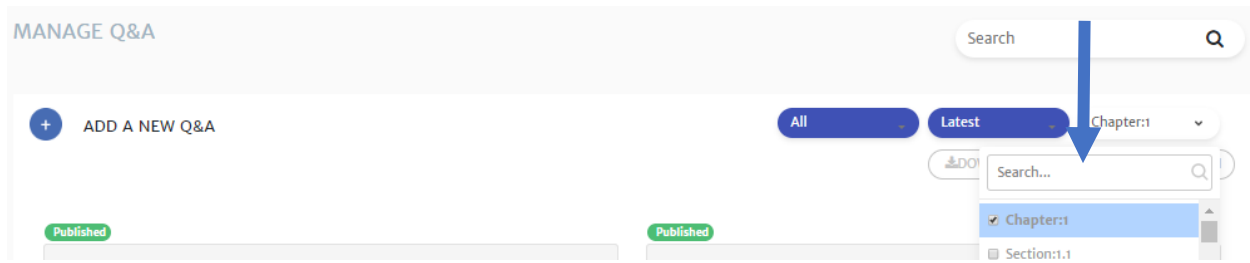 MANAGE Q&A
Search
ADD A NEW Q&A
All
Latest
Chapter:1
Search...
Chapter:1
Published
Published
Section:1.1